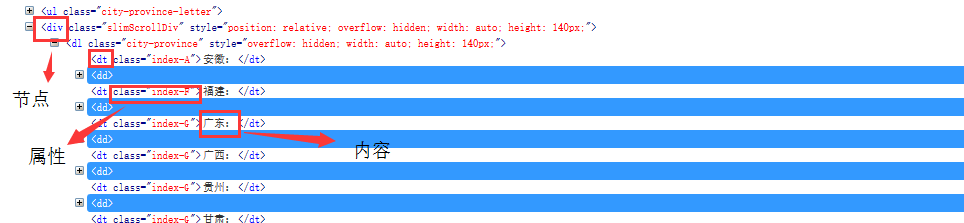 <ul class="city-province-letter">
<div class="slimScrollDiv" style="position: relative; overflow: hidden; width: auto; height: 140px;">
<dl class="city-province" style="overflow: hidden; width: auto; height: 140px;">
<dt class="index-A">安徽：</dt>
<dd>
节点
<dt class="index-F">福建：</dt>
<dd>
<dt class="index-G">广东：</dt>
<dd>
属性
内容
<dt class="index-G">广西：</dt>
<dd>
<dt class="index-G">贵州：</dt>
<dd>
<dt class="index-G">甘肃：</dt>